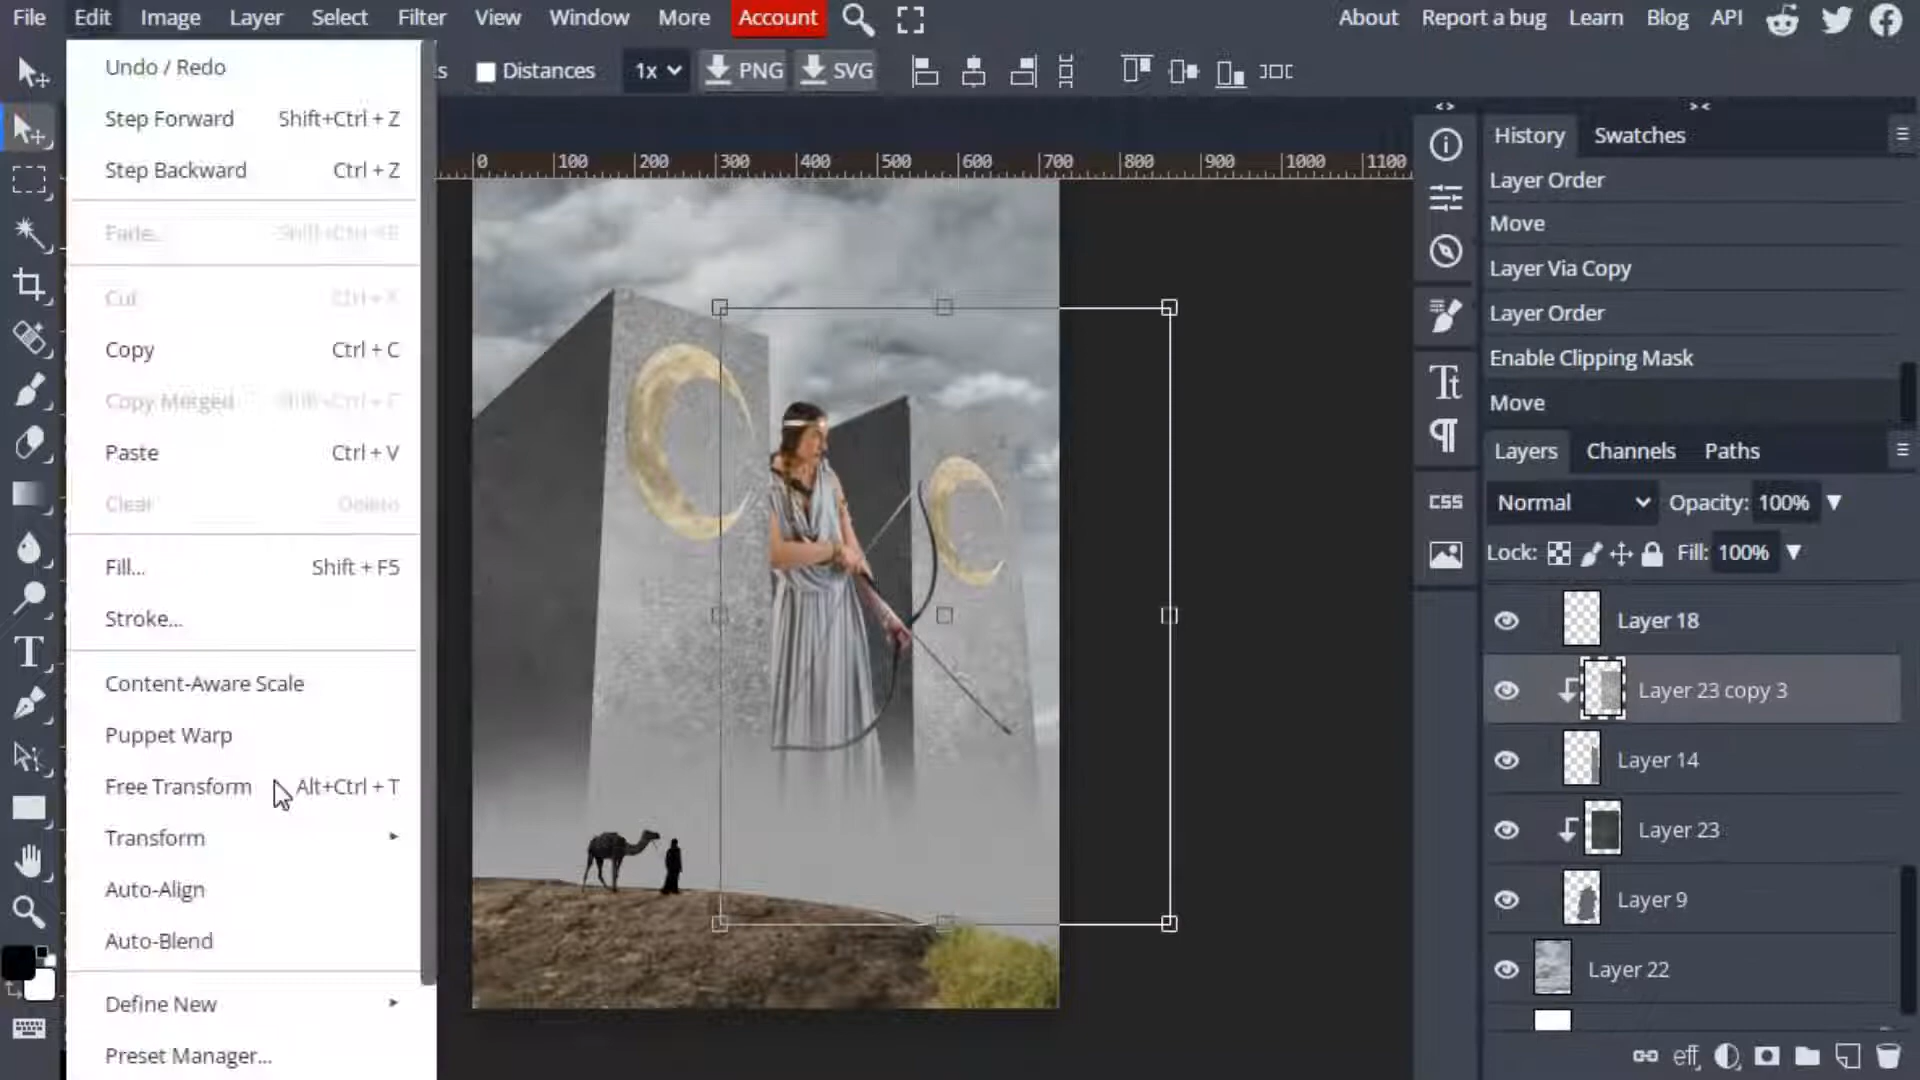 File Edit Image Layer Select Filter View Window More Account About Report a bug Learn Blog API
s Distances 1x PNG SVG
Undo / Redo
Step Forward Shift+Ctrl + Z
Step Backward Ctrl + Z
Fade...
Cut Ctrl + X
Copy Ctrl + C
Copy Merged
Paste Ctrl + V
Clear Delete
Fill... Shift + F5
Stroke...
Content-Aware Scale
Puppet Warp
Free Transform Alt+Ctrl + T
Transform
Auto-Align
Auto-Blend
Define New
Preset Manager...
0 100 200 300 400 500 600 700 800 900 1000 1100
CSS
History Swatches
Layer Order
Move
Layer Via Copy
Layer Order
Enable Clipping Mask
Move
Layers Channels Paths
Normal Opacity: 100%
Lock: Fill: 100%
Layer 18
Layer 23 copy 3
Layer 14
Layer 23
Layer 9
Layer 22
eff